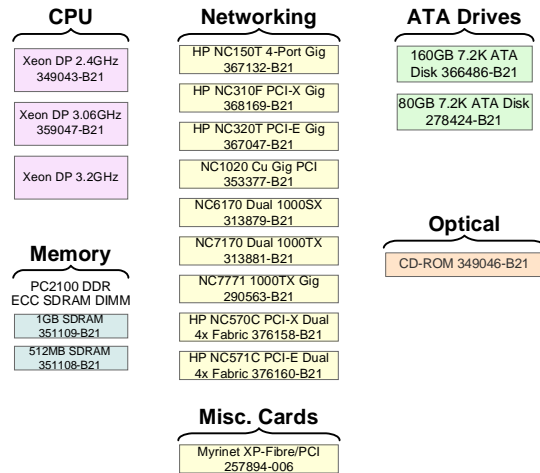 CPU
Xeon DP 2.4GHz
349043-B21
Xeon DP 3.06GHz
359047-B21
Xeon DP 3.2GHz
Memory
PC2100 DDR
ECC SDRAM DIMM
1GB SDRAM
351109-B21
512MB SDRAM
351108-B21
Networking
HP NC150T 4-Port Gig
367132-B21
HP NC310F PCI-X Gig
368169-B21
HP NC320T PCI-E Gig
367047-B21
NC1020 Cu Gig PCI
353377-B21
NC6170 Dual 1000SX
313879-B21
NC7170 Dual 1000TX
313881-B21
NC7771 1000TX Gig
290563-B21
HP NC570C PCI-X Dual
4x Fabric 376158-B21
HP NC571C PCI-E Dual
4x Fabric 376160-B21
Misc. Cards
Myrinet XP-Fibre/PCI
257894-006
ATA Drives
160GB 7.2K ATA
Disk 366486-B21
80GB 7.2K ATA Disk
278424-B21
Optical
CD-ROM 349046-B21